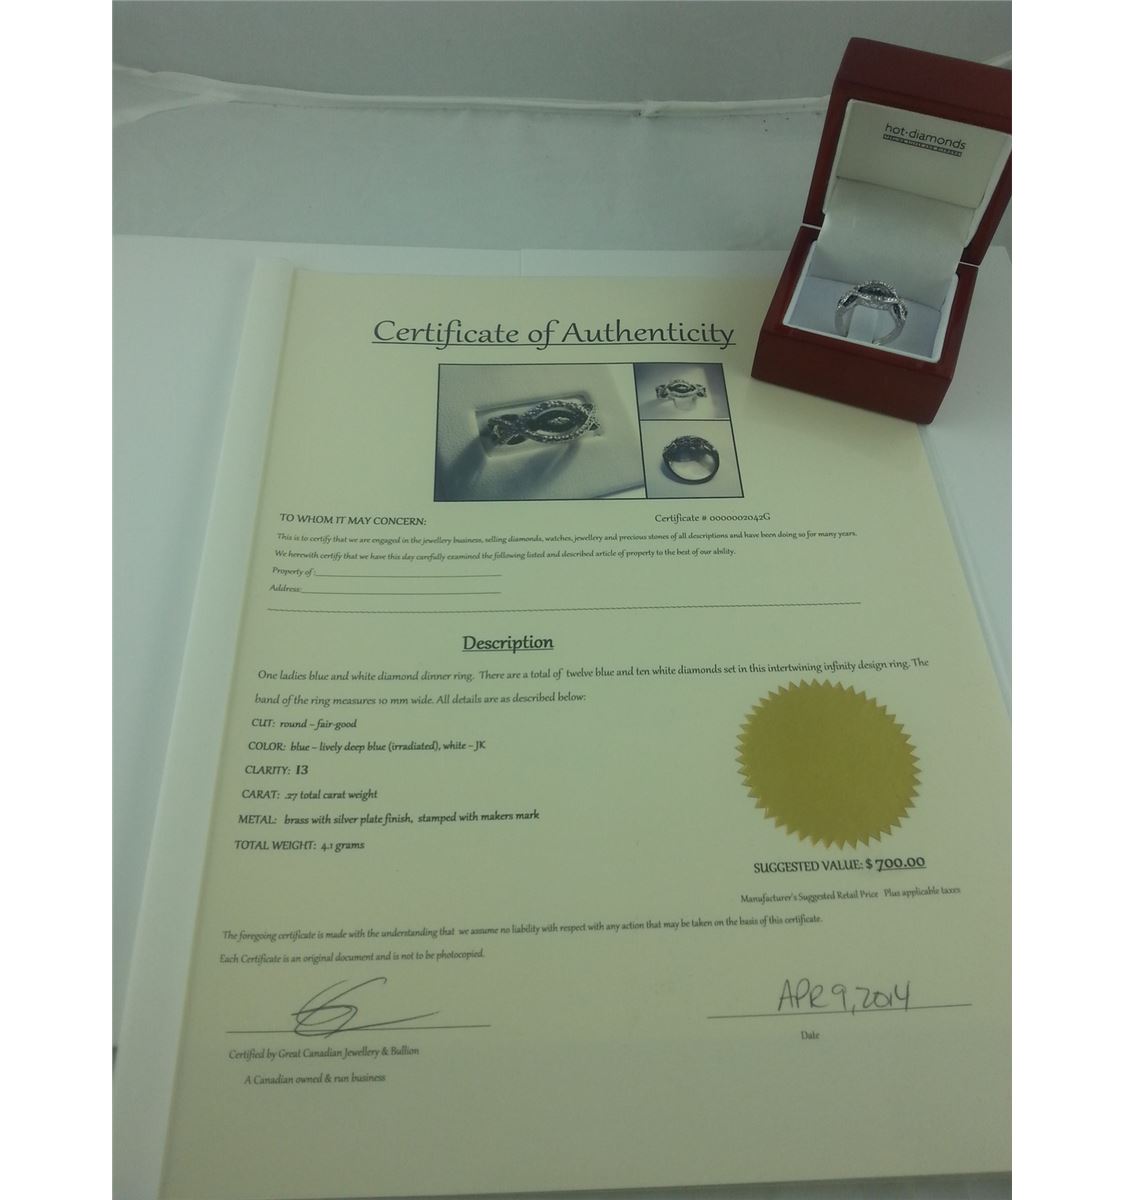 hot·diamonds
Certificate of Authenticity
TO WHOM IT MAY CONCERN:
Certificate # 0000002042G
This is to certify that we are engaged in the jewellery business, selling diamonds, watches, jewellery and precious stones of all descriptions and have been doing so for many years.
We herewith certify that we have this day carefully examined the following listed and described article of property to the best of our ability.
Property of:
Address:
Description
One ladies blue and white diamond dinner ring. There are a total of twelve blue and ten white diamonds set in this intertwining infinity design ring. The
band of the ring measures 10 mm wide. All details are as described below:
CUT: round – fair-good
COLOR: blue – lively deep blue (irradiated), white – JK
CLARITY: I3
CARAT: .27 total carat weight
METAL: brass with silver plate finish, stamped with makers mark
TOTAL WEIGHT: 4.1 grams
SUGGESTED VALUE: $ 700.00
Manufacturer's Suggested Retail Price Plus applicable taxes
The foregoing certificate is made with the understanding that we assume no liability with respect with any action that may be taken on the basis of this certificate.
Each Certificate is an original document and is not to be photocopied.
APR 9, 2014
Date
Certified by Great Canadian Jewellery & Bullion
A Canadian owned & run business